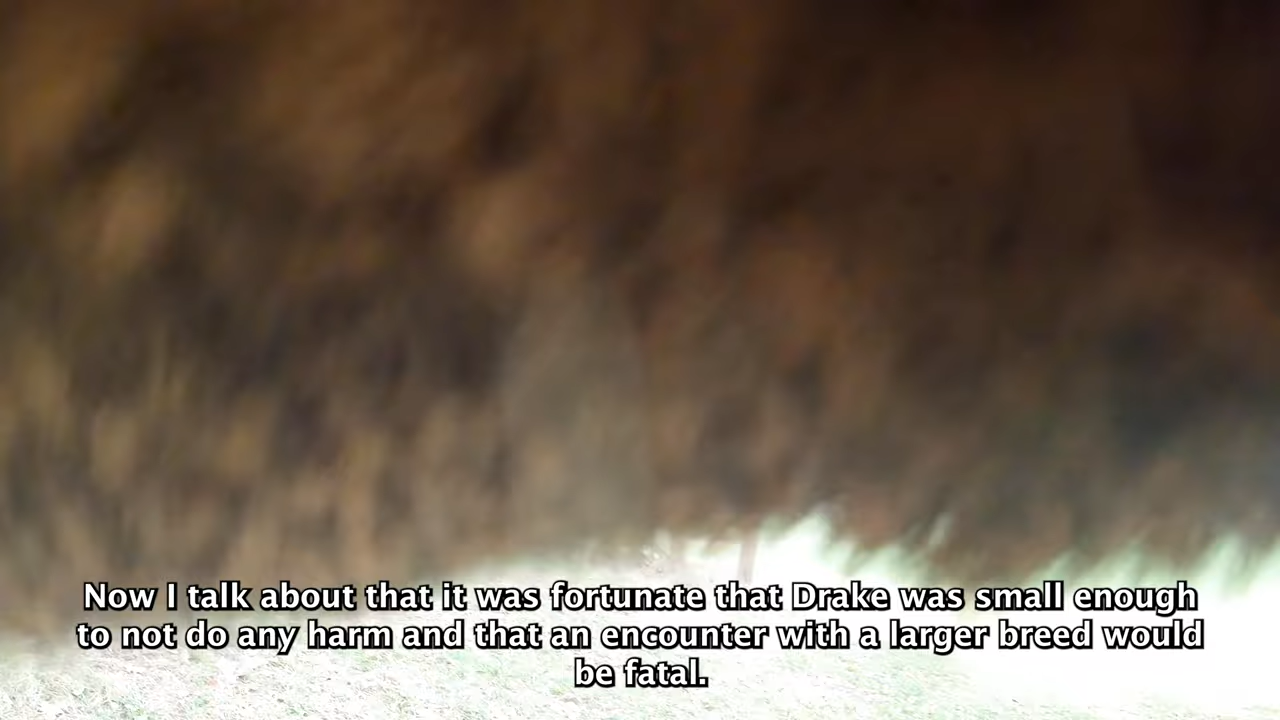 Now I talk about that it was fortunate that Drake was small enough
to not do any harm and that an encounter with a larger breed would
be fatal.